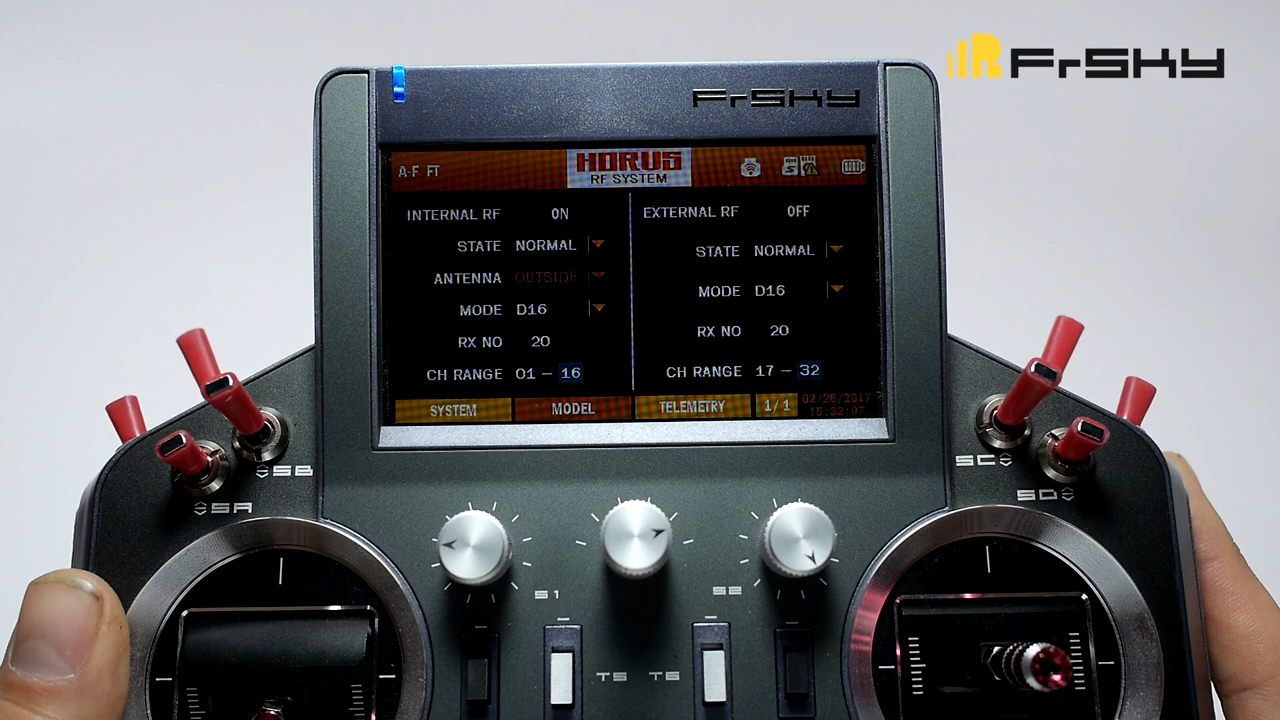 FrSKY
FrSKY
A-F FT
HORUS
RF SYSTEM
INTERNAL RF ON
STATE NORMAL
ANTENNA OUTSIDE
MODE D16
RX NO 20
CH RANGE 01 – 16
EXTERNAL RF OFF
STATE NORMAL
MODE D16
RX NO 20
CH RANGE 17 – 32
SYSTEM MODEL TELEMETRY 1/1
02/26/2017
15:32:07
SB
SA
SC
SD
S1
S2
T5 T6